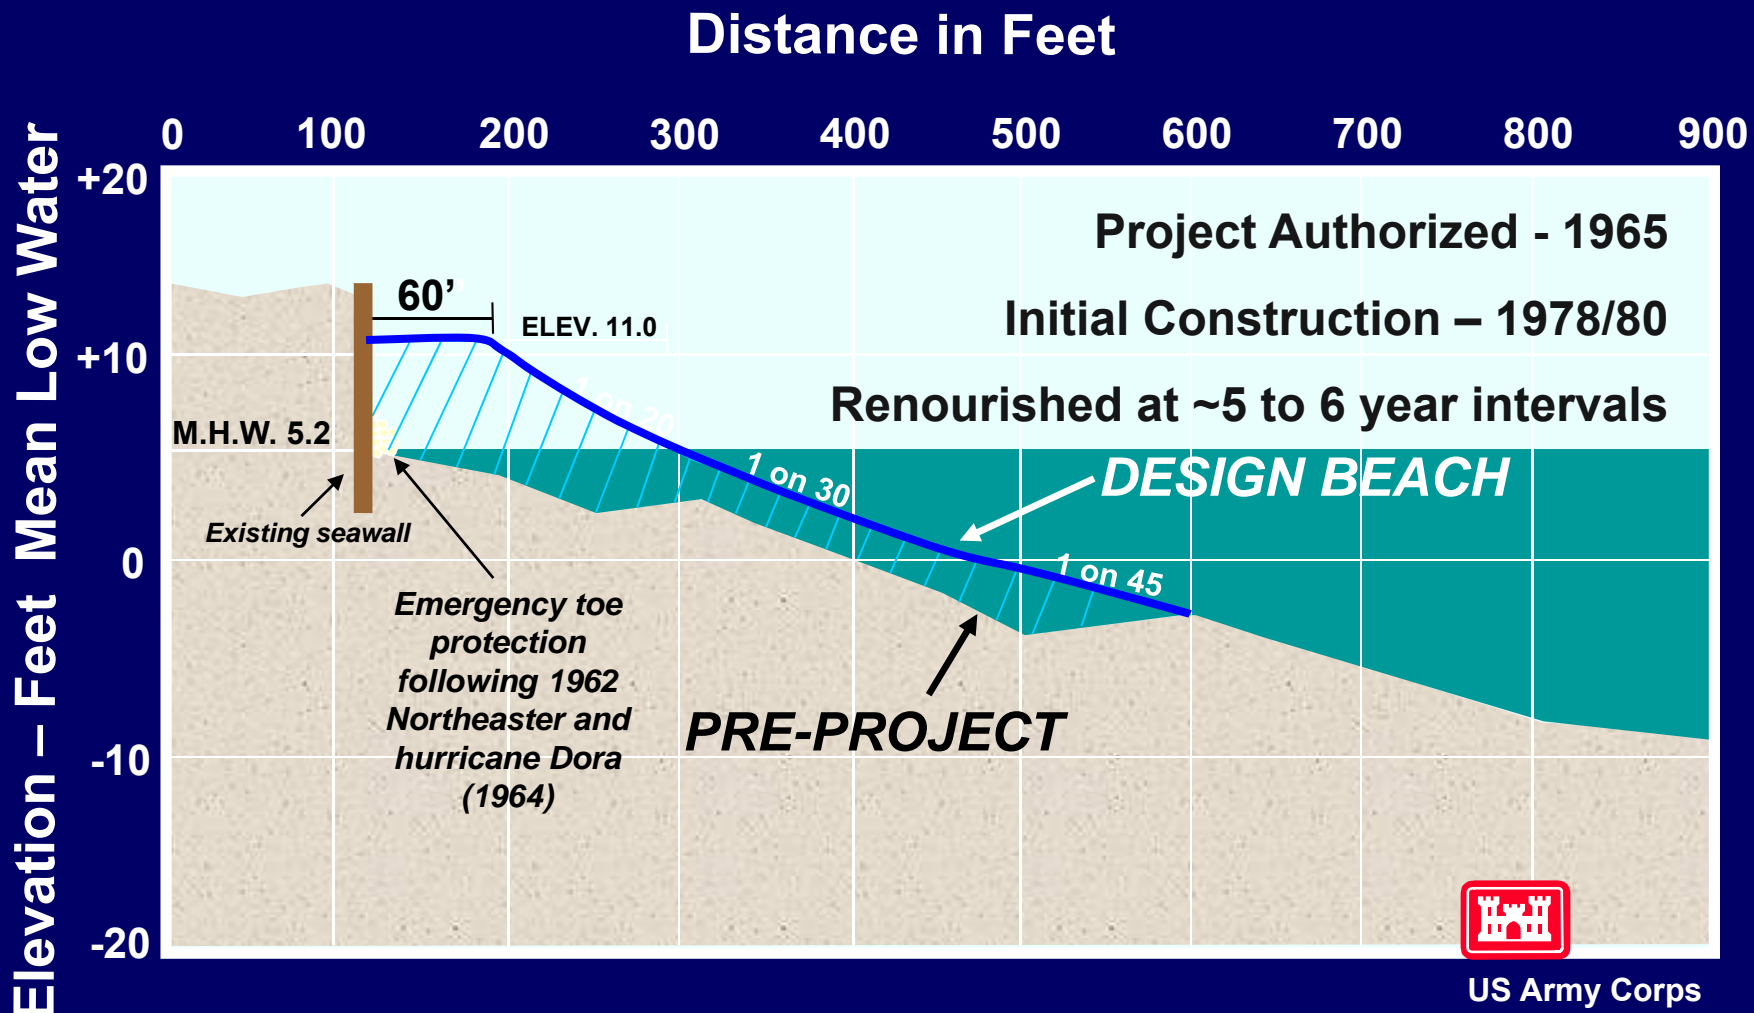 Distance in Feet
0 100 200 300 400 500 600 700 800 900
Elevation – Feet Mean Low Water
+20
+10
0
-10
-20
Project Authorized - 1965
Initial Construction – 1978/80
Renourished at ~5 to 6 year intervals
60’
ELEV. 11.0
1 on 20
M.H.W. 5.2
1 on 30
DESIGN BEACH
Existing seawall
1 on 45
Emergency toe
protection
following 1962
Northeaster and
hurricane Dora
(1964)
PRE-PROJECT
US Army Corps